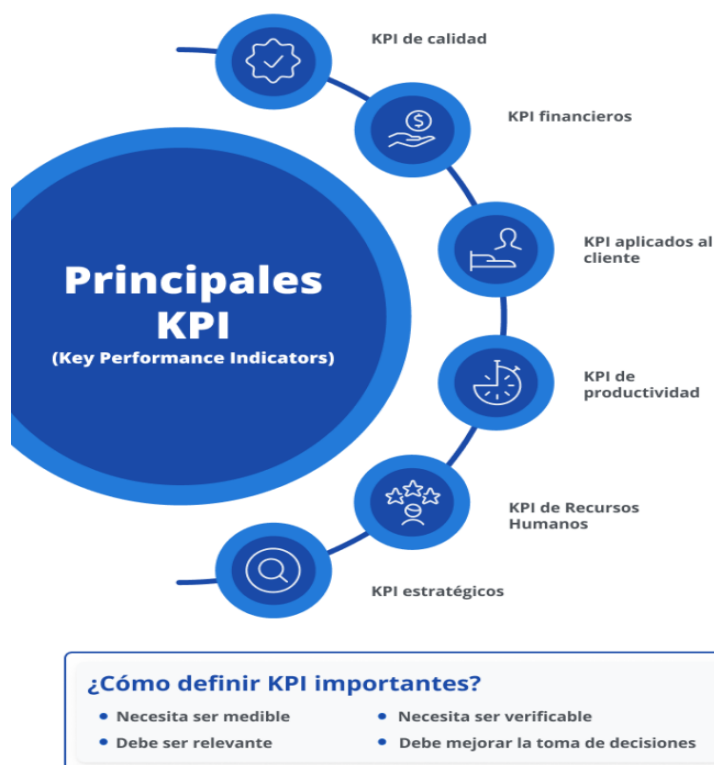 KPI de calidad
KPI financieros
KPI aplicados al
cliente
Principales
KPI
(Key Performance Indicators)
KPI de
productividad
KPI de Recursos
Humanos
KPI estratégicos
¿Cómo definir KPI importantes?
• Necesita ser medible
• Necesita ser verificable
• Debe ser relevante
• Debe mejorar la toma de decisiones